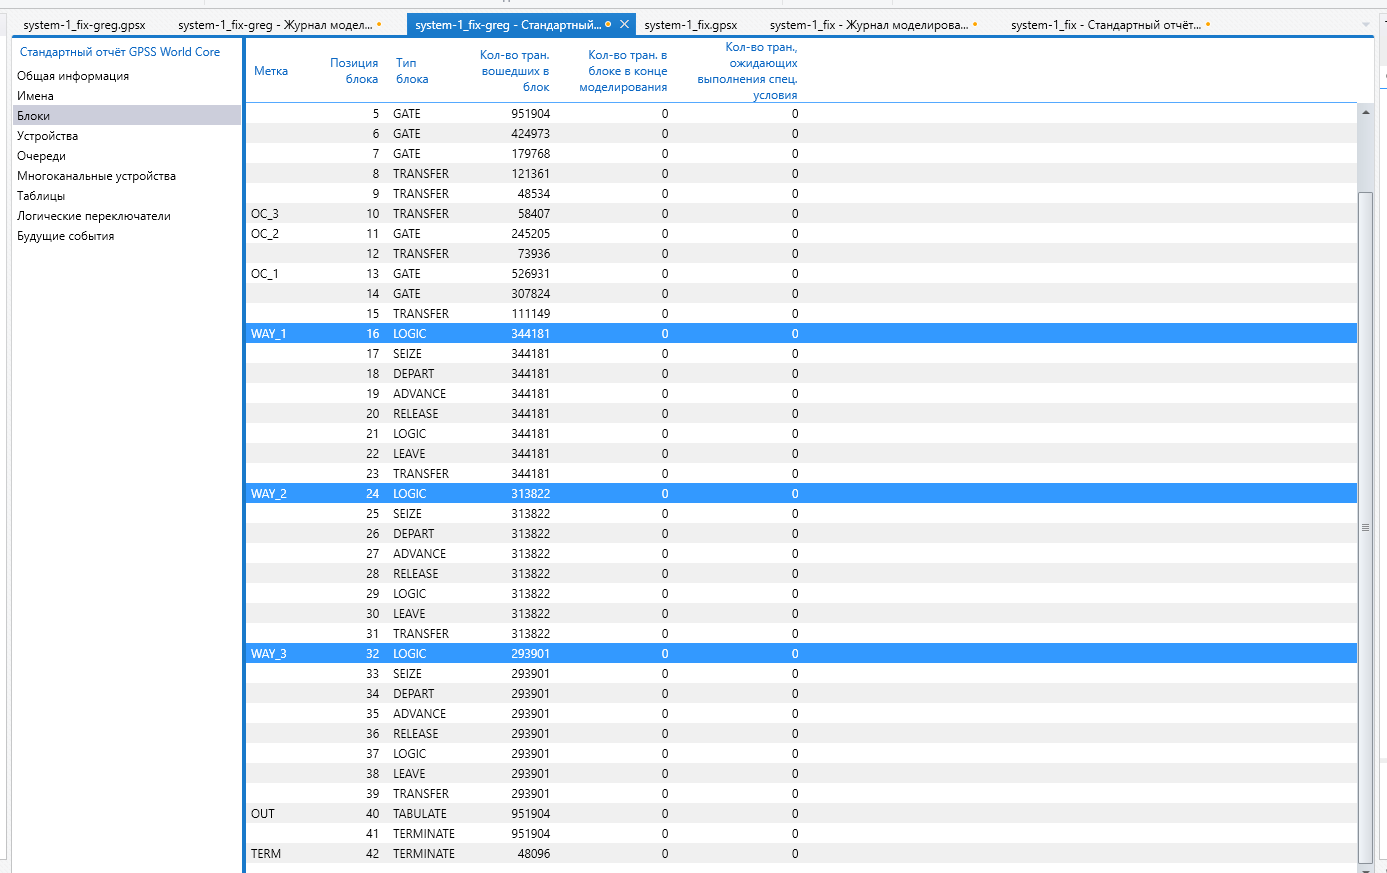 system-1_fix-greg.gpsx
system-1_fix-greg - Журнал модел...
system-1_fix-greg - Стандартный...
system-1_fix.gpsx
system-1_fix - Журнал моделирова...
system-1_fix - Стандартный отчёт...
Стандартный отчёт GPSS World Core
Общая информация
Имена
Блоки
Устройства
Очереди
Многоканальные устройства
Таблицы
Логические переключатели
Будущие события
Метка
Позиция
блока
Тип
блока
Кол-во тран.
вошедших в
блок
Кол-во тран. в
блоке в конце
моделирования
Кол-во тран.,
ожидающих
выполнения спец.
условия
5 GATE 951904 0 0
6 GATE 424973 0 0
7 GATE 179768 0 0
8 TRANSFER 121361 0 0
9 TRANSFER 48534 0 0
OC_3 10 TRANSFER 58407 0 0
OC_2 11 GATE 245205 0 0
12 TRANSFER 73936 0 0
OC_1 13 GATE 526931 0 0
14 GATE 307824 0 0
15 TRANSFER 111149 0 0
WAY_1 16 LOGIC 344181 0 0
17 SEIZE 344181 0 0
18 DEPART 344181 0 0
19 ADVANCE 344181 0 0
20 RELEASE 344181 0 0
21 LOGIC 344181 0 0
22 LEAVE 344181 0 0
23 TRANSFER 344181 0 0
WAY_2 24 LOGIC 313822 0 0
25 SEIZE 313822 0 0
26 DEPART 313822 0 0
27 ADVANCE 313822 0 0
28 RELEASE 313822 0 0
29 LOGIC 313822 0 0
30 LEAVE 313822 0 0
31 TRANSFER 313822 0 0
WAY_3 32 LOGIC 293901 0 0
33 SEIZE 293901 0 0
34 DEPART 293901 0 0
35 ADVANCE 293901 0 0
36 RELEASE 293901 0 0
37 LOGIC 293901 0 0
38 LEAVE 293901 0 0
39 TRANSFER 293901 0 0
OUT 40 TABULATE 951904 0 0
41 TERMINATE 951904 0 0
TERM 42 TERMINATE 48096 0 0